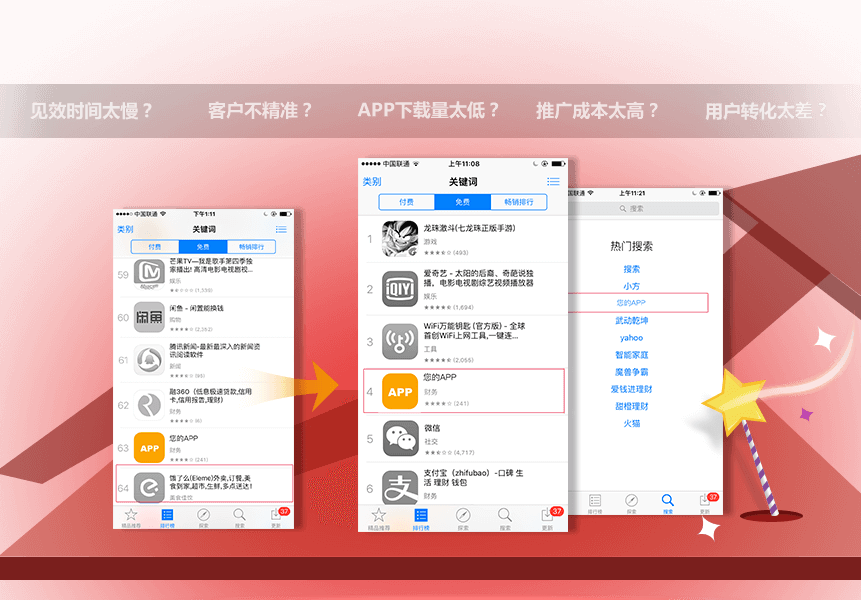 见效时间太慢？
客户不精准？
APP下载量太低？
推广成本太高？
用户转化太差？
中国联通
下午1:11
类别
关键词
付费
免费
畅销排行
59
芒果TV—我是歌手第四季独
家播出! 高清电影电视剧视...
娱乐
60
闲鱼
闲鱼 - 闲置能换钱
购物
(2,262)
61
腾讯新闻-最新最深入的新闻资
讯阅读软件
新闻
(95)
62
融360（低息极速贷款,信用
卡,信用报告,理财）
财务
(6)
63
APP
您的APP
财务
(241)
64
饿了么(Eleme)外卖,订餐,美
食到家,超市,生鲜,多点送达！
美食佳饮
精品推荐
排行榜
探索
搜索
更新
37
中国联通
上午11:08
类别
关键词
付费
免费
畅销排行
1
龙珠激斗(七龙珠正版手游)
游戏
(493)
2
iQIYI
爱奇艺 - 太阳的后裔、奇葩说独
播、电影电视剧综艺视频播放器
娱乐
(1,694)
3
WiFi万能钥匙 (官方版) - 全球
首创WiFi上网工具,一键连...
工具
(2,055)
4
APP
您的APP
财务
(241)
5
微信
社交
(4,717)
6
支
支付宝（zhifubao）-口碑 生
活 理财 钱包
财务
精品推荐
排行榜
探索
搜索
更新
37
国联通
上午11:21
搜索
热门搜索
搜索
小方
您的APP
武动乾坤
yahoo
智能家庭
魔兽争霸
爱钱进理财
甜橙理财
火猫
排行榜
探索
搜索
更新
37